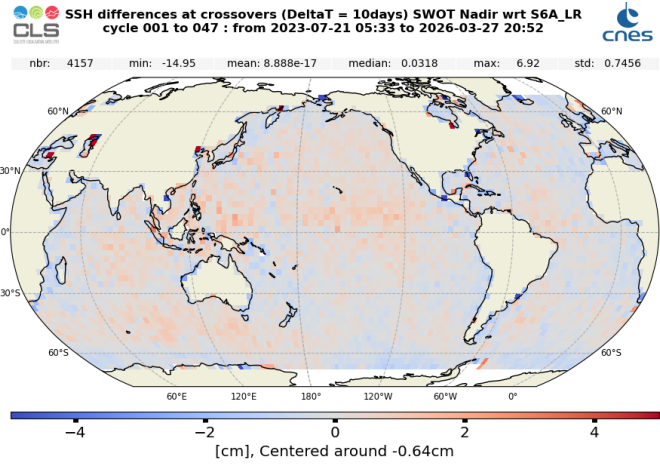 SSH differences at crossovers (DeltaT = 10days) SWOT Nadir wrt S6A_LR
cycle 001 to 047 : from 2023-07-21 05:33 to 2026-03-27 20:52
CLS
cnes
nbr: 4157 min: -14.95 mean: 8.888e-17 median: 0.0318 max: 6.92 std: 0.7456
60°N 60°N
30°N 30°N
0° 0°
30°S 30°S
60°S 60°S
60°E 120°E 180° 120°W 60°W 0°
−4 −2 0 2 4
[cm], Centered around -0.64cm